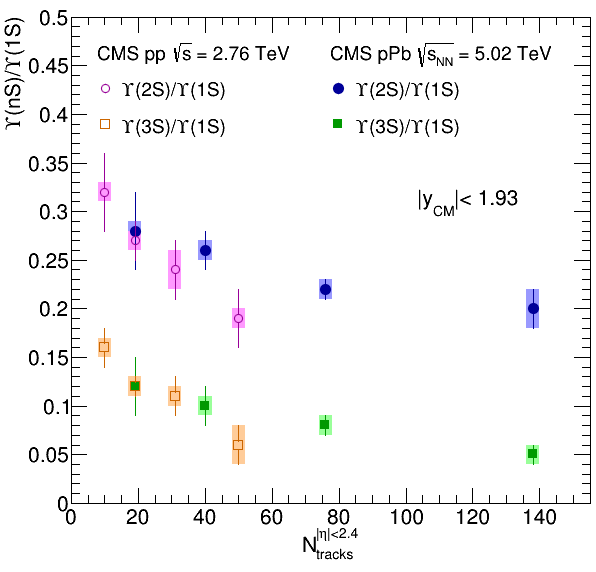 ϒ(nS)/ϒ(1S)
0.5
0.45
0.4
0.35
0.3
0.25
0.2
0.15
0.1
0.05
0
CMS pp √s = 2.76 TeV
ϒ(2S)/ϒ(1S)
ϒ(3S)/ϒ(1S)
CMS pPb √sNN = 5.02 TeV
ϒ(2S)/ϒ(1S)
ϒ(3S)/ϒ(1S)
|yCM|< 1.93
0 20 40 60 80 100 120 140
N|η|<2.4 tracks